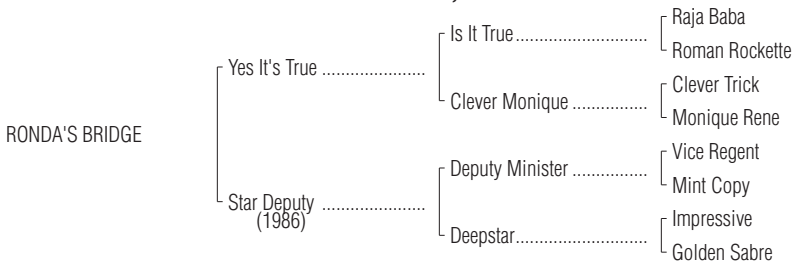 Raja Baba
Is It True............................
Roman Rockette
Yes It's True ......................
Clever Trick
Clever Monique ................
Monique Rene
RONDA'S BRIDGE
Vice Regent
Deputy Minister ................
Mint Copy
Star Deputy ......................
(1986)
Impressive
Deepstar............................
Golden Sabre